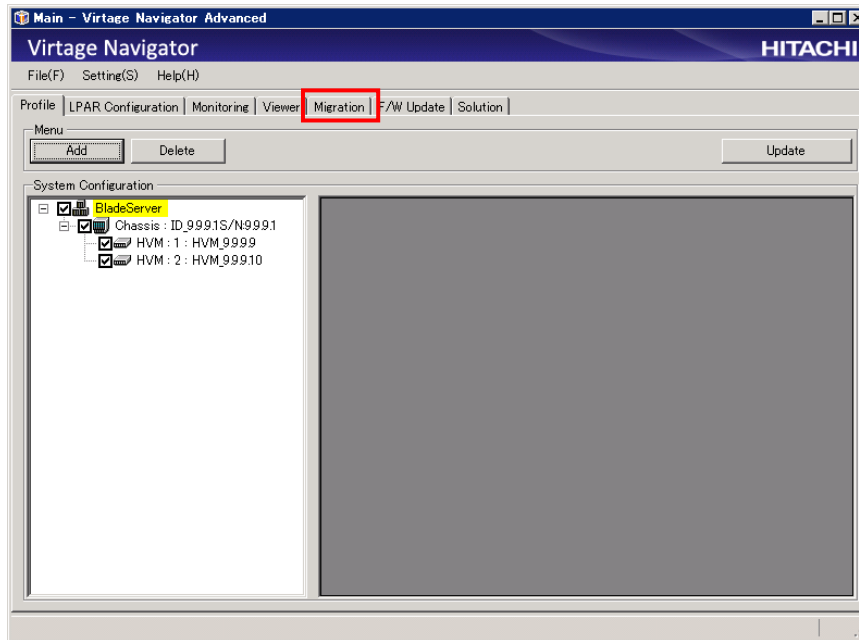 Main - Virtage Navigator Advanced
Virtage Navigator
HITACHI
File(F) Setting(S) Help(H)
Profile LPAR Configuration Monitoring Viewer Migration F/W Update Solution
Menu
Add Delete Update
System Configuration
BladeServer
Chassis : ID_9.9.9.1S/N:9.9.9.1
HVM : 1 : HVM_9.9.9.9
HVM : 2 : HVM_9.9.9.10